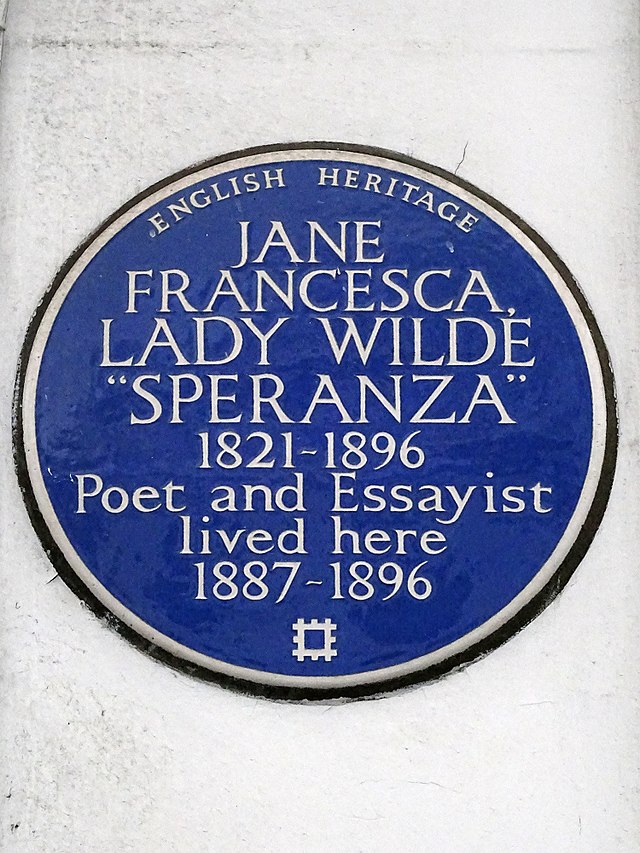 ENGLISH HERITAGE
JANE
FRANCESCA,
LADY WILDE
“SPERANZA”
1821-1896
Poet and Essayist
lived here
1887-1896